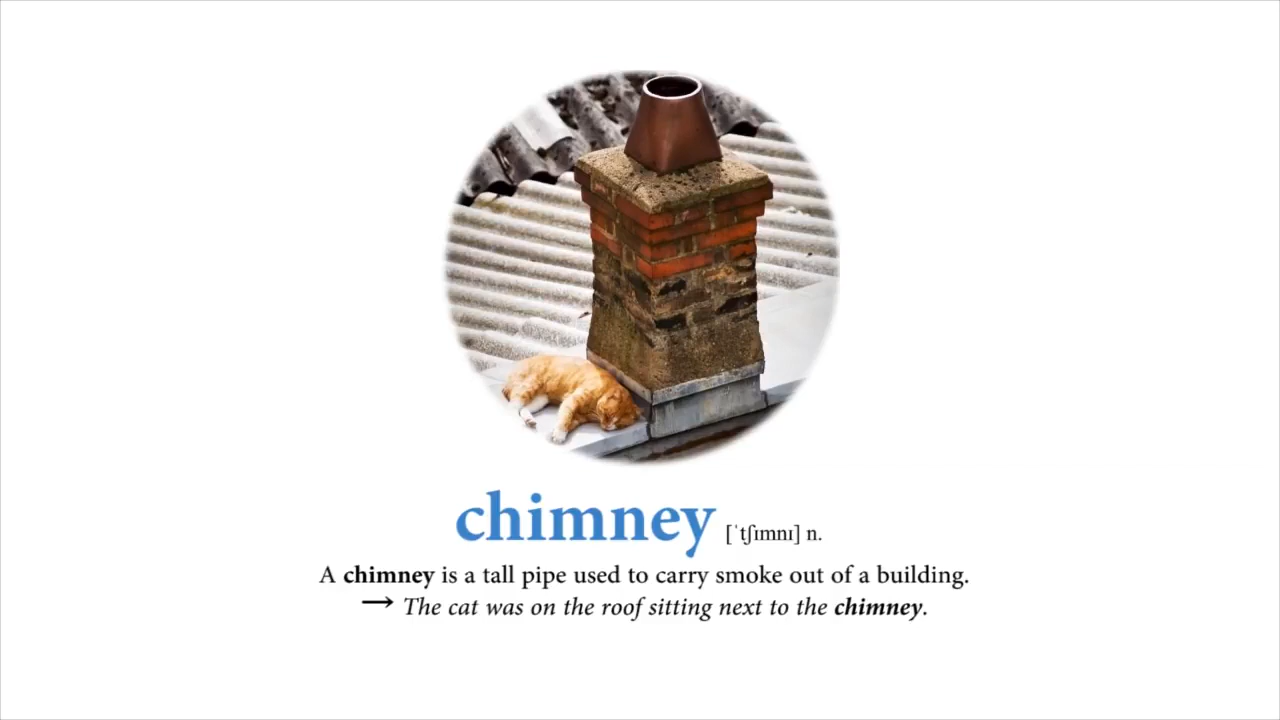 chimney [ˈtʃɪmnɪ] n.
A chimney is a tall pipe used to carry smoke out of a building.
→ The cat was on the roof sitting next to the chimney.